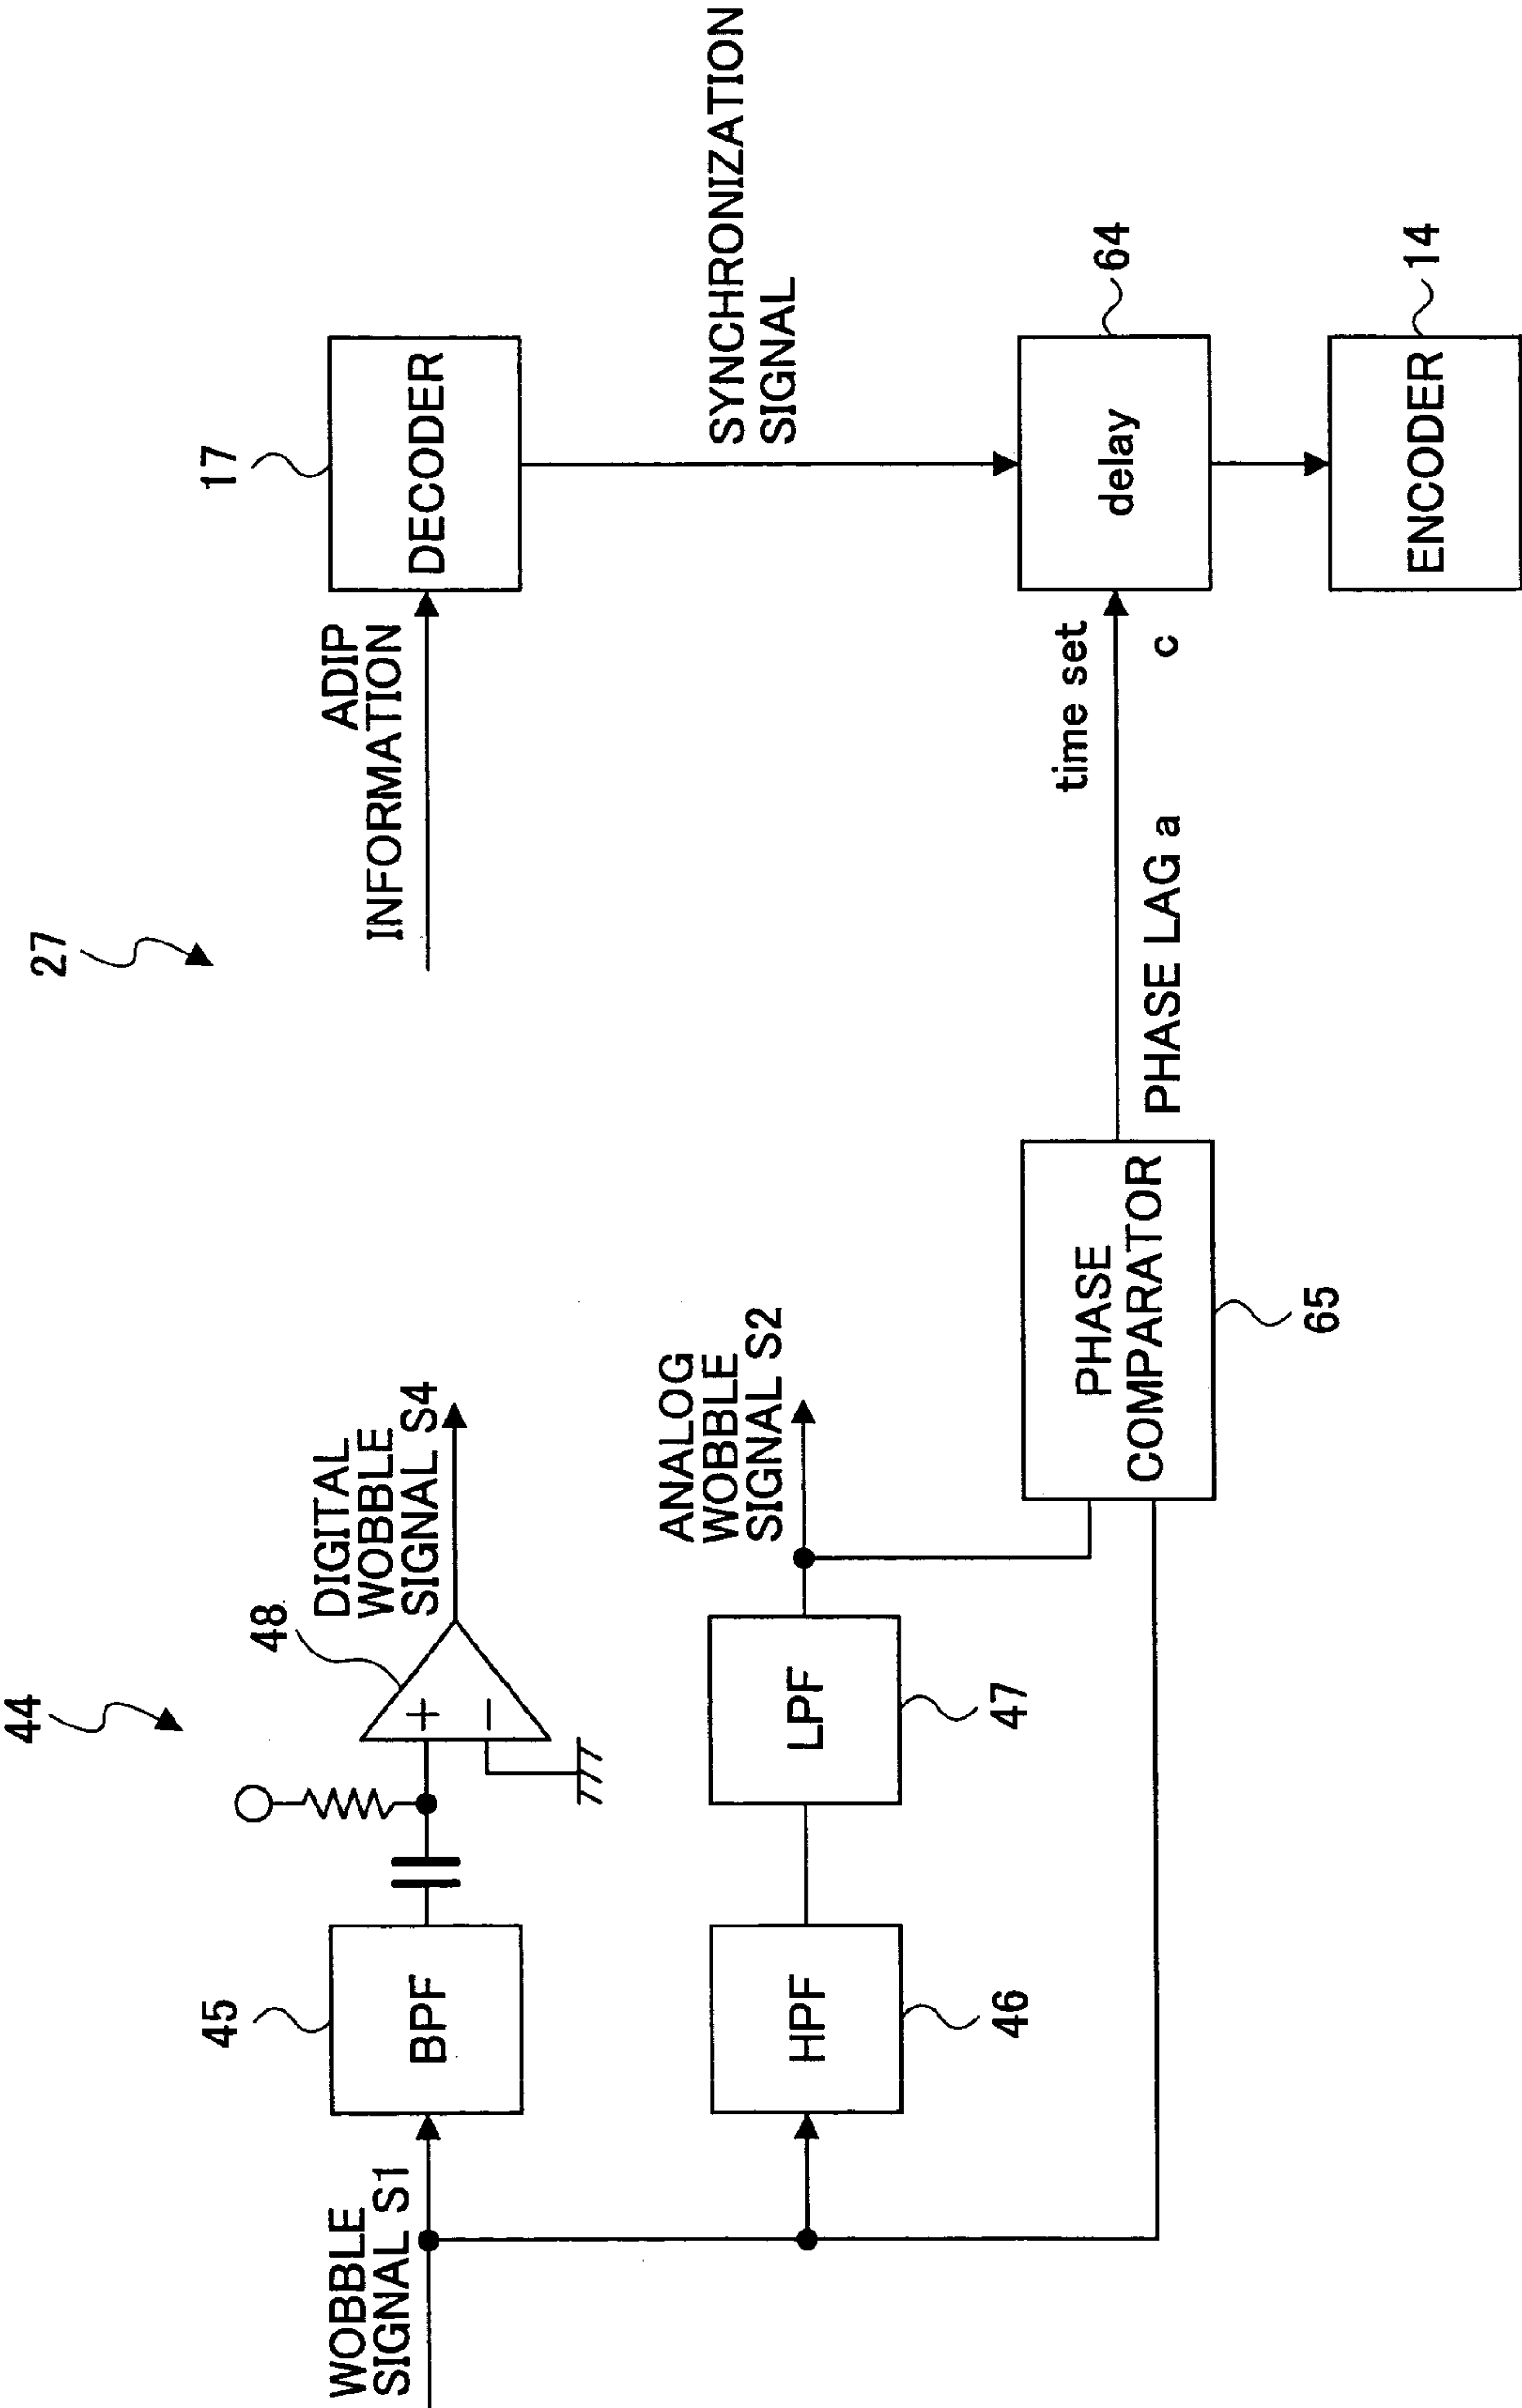 27
44
17
DECODER
ADIP
INFORMATION
SYNCHRONIZATION
SIGNAL
48
DIGITAL
WOBBLE
SIGNAL S4
45
BPF
WOBBLE
SIGNAL S1
ANALOG
WOBBLE
SIGNAL S2
+
−
HPF
46
LPF
47
PHASE
COMPARATOR
65
PHASE LAG a
time set
c
delay
64
ENCODER
14